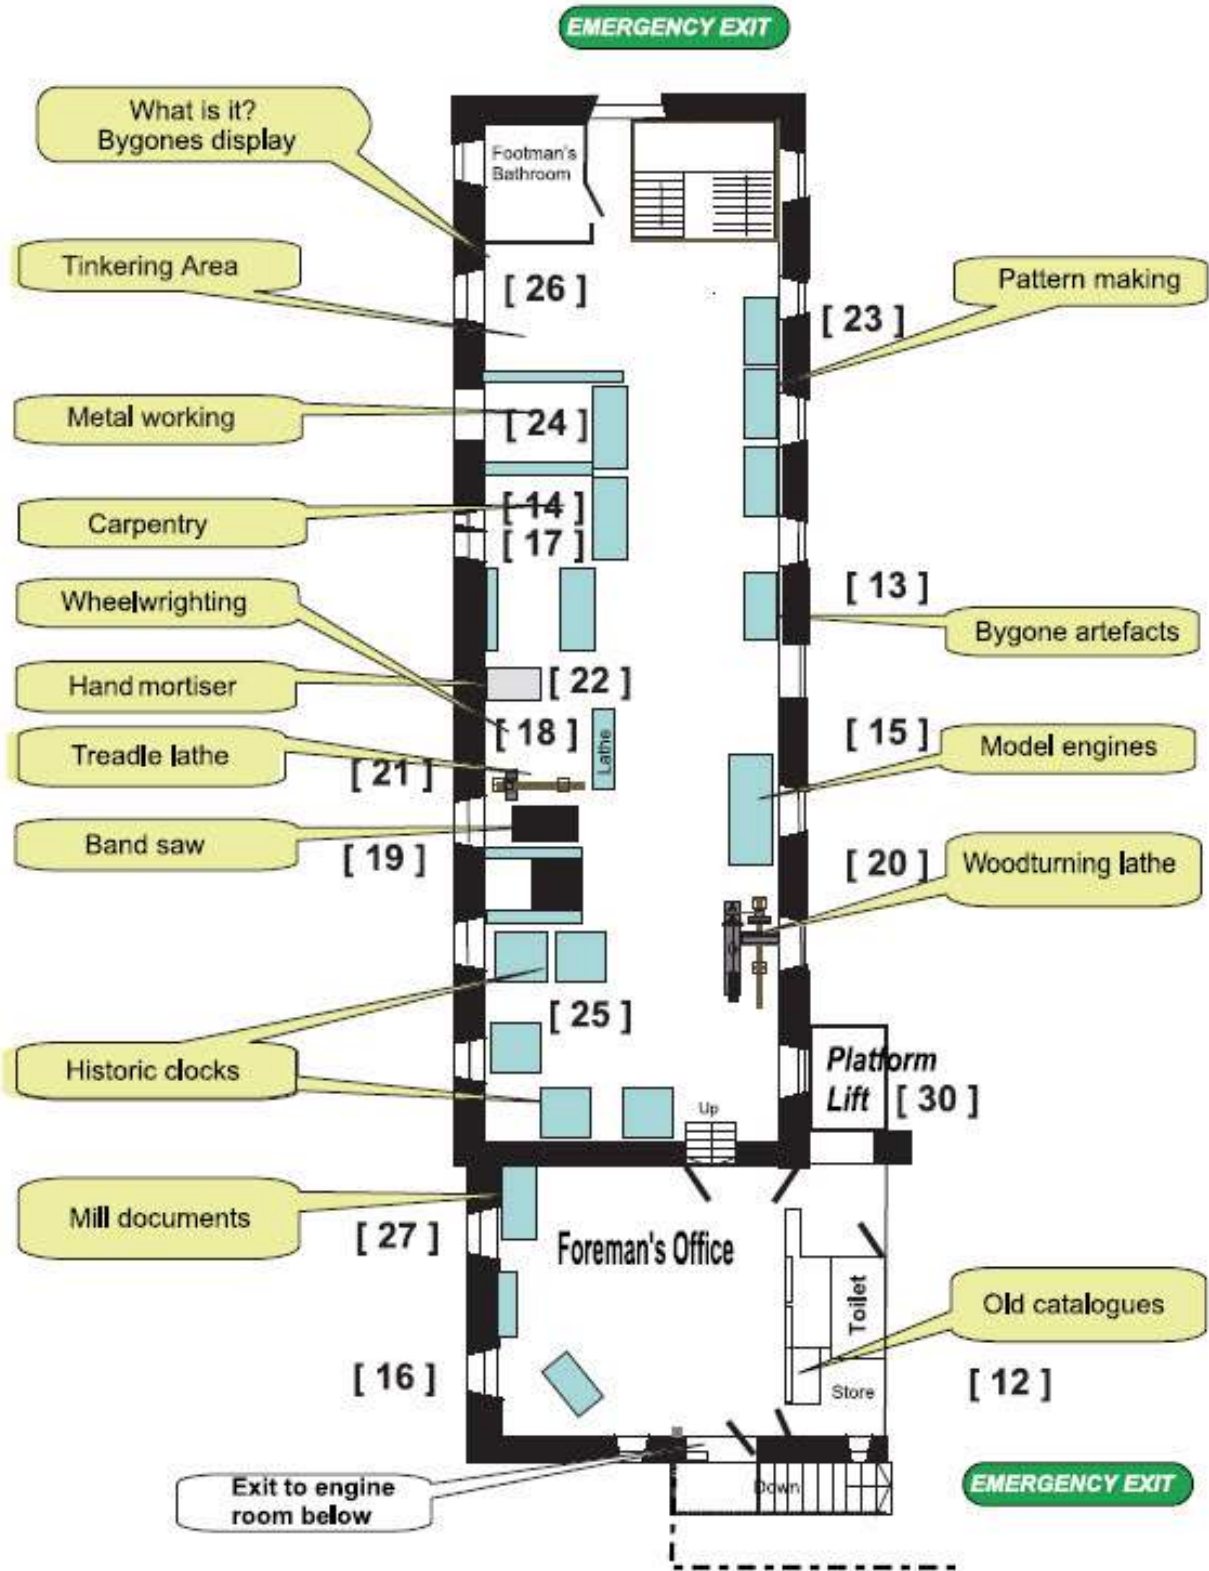 EMERGENCY EXIT
What is it?
Bygones display
Footman's
Bathroom
Tinkering Area
[ 26 ]
Pattern making
[ 23 ]
Metal working
[ 24 ]
Carpentry
[ 14 ]
[ 17 ]
Wheelwrighting
[ 13 ]
Bygone artefacts
Hand mortiser
[ 22 ]
[ 18 ]
Lathe
[ 15 ]
Model engines
Treadle lathe
[ 21 ]
Band saw
[ 19 ]
[ 20 ]
Woodturning lathe
[ 25 ]
Historic clocks
Platform
Lift
[ 30 ]
Up
Mill documents
[ 27 ]
Foreman's Office
Toilet
Old catalogues
[ 16 ]
Store
[ 12 ]
Exit to engine
room below
Down
EMERGENCY EXIT